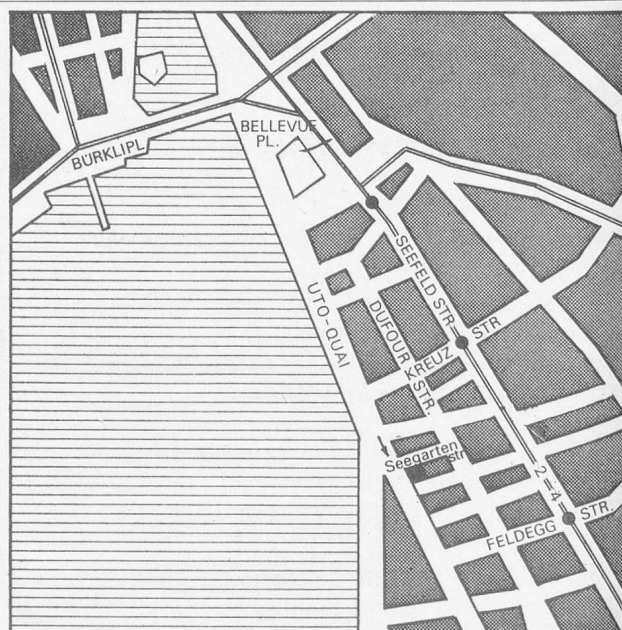 BELLEVUE
PL.
BÜRKLIPL
SEEFELD STR.
UTO-QUAI
DUFOUR STR.
KREUZ STR
Seegarten
str
2 = 4
FELDEGG STR.